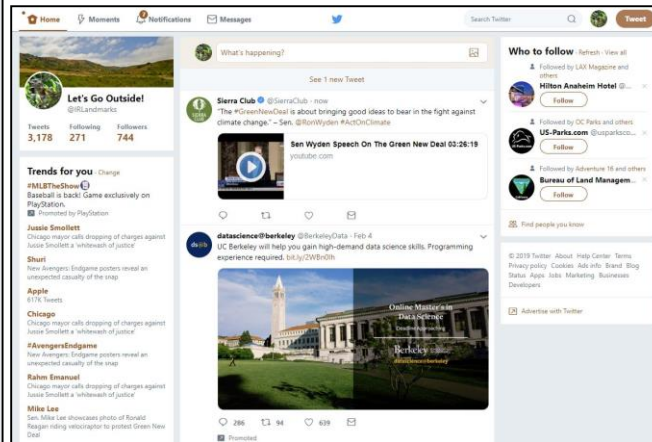 Home
Moments
2
Notifications
Messages
Search Twitter
Tweet
Let's Go Outside!
@IRLandmarks
Tweets Following Followers
3,178 271 744
Trends for you · Change
#MLBTheShow
Baseball is back! Game exclusively on
PlayStation.
Promoted by PlayStation
Jussie Smollett
Chicago mayor calls dropping of charges against
Jussie Smollett a 'whitewash of justice'
Shuri
New Avengers: Endgame posters reveal an
unexpected casualty of the snap
Apple
617K Tweets
Chicago
Chicago mayor calls dropping of charges against
Jussie Smollett a 'whitewash of justice'
#AvengersEndgame
New Avengers: Endgame posters reveal an
unexpected casualty of the snap
Rahm Emanuel
Chicago mayor calls dropping of charges against
Jussie Smollett a 'whitewash of justice'
Mike Lee
Sen. Mike Lee showcases photo of Ronald
Reagan riding velociraptor to protest Green New
Deal
What's happening?
See 1 new Tweet
Sierra Club @SierraClub · now
"The #GreenNewDeal is about bringing good ideas to bear in the fight against
climate change." – Sen. @RonWyden #ActOnClimate
Sen Wyden Speech On The Green New Deal 03:26:19
youtube.com
SIERRA
CLUB
ds@b
datascience@berkeley @BerkeleyData · Feb 4
UC Berkeley will help you gain high-demand data science skills. Programming
experience required. bit.ly/2WBn0lh
Online Master's in
Data Science
Deadline Approaching
Berkeley
datascience@berkeley
286 94 639
Promoted
Who to follow · Refresh · View all
Followed by LAX Magazine and
others
Hilton Anaheim Hotel @...
Follow
Followed by OC Parks and others
US-Parks.com @usparksco...
Follow
Followed by Adventure 16 and others
Bureau of Land Managem...
Follow
Find people you know
© 2019 Twitter About Help Center Terms
Privacy policy Cookies Ads info Brand Blog
Status Apps Jobs Marketing Businesses
Developers
Advertise with Twitter